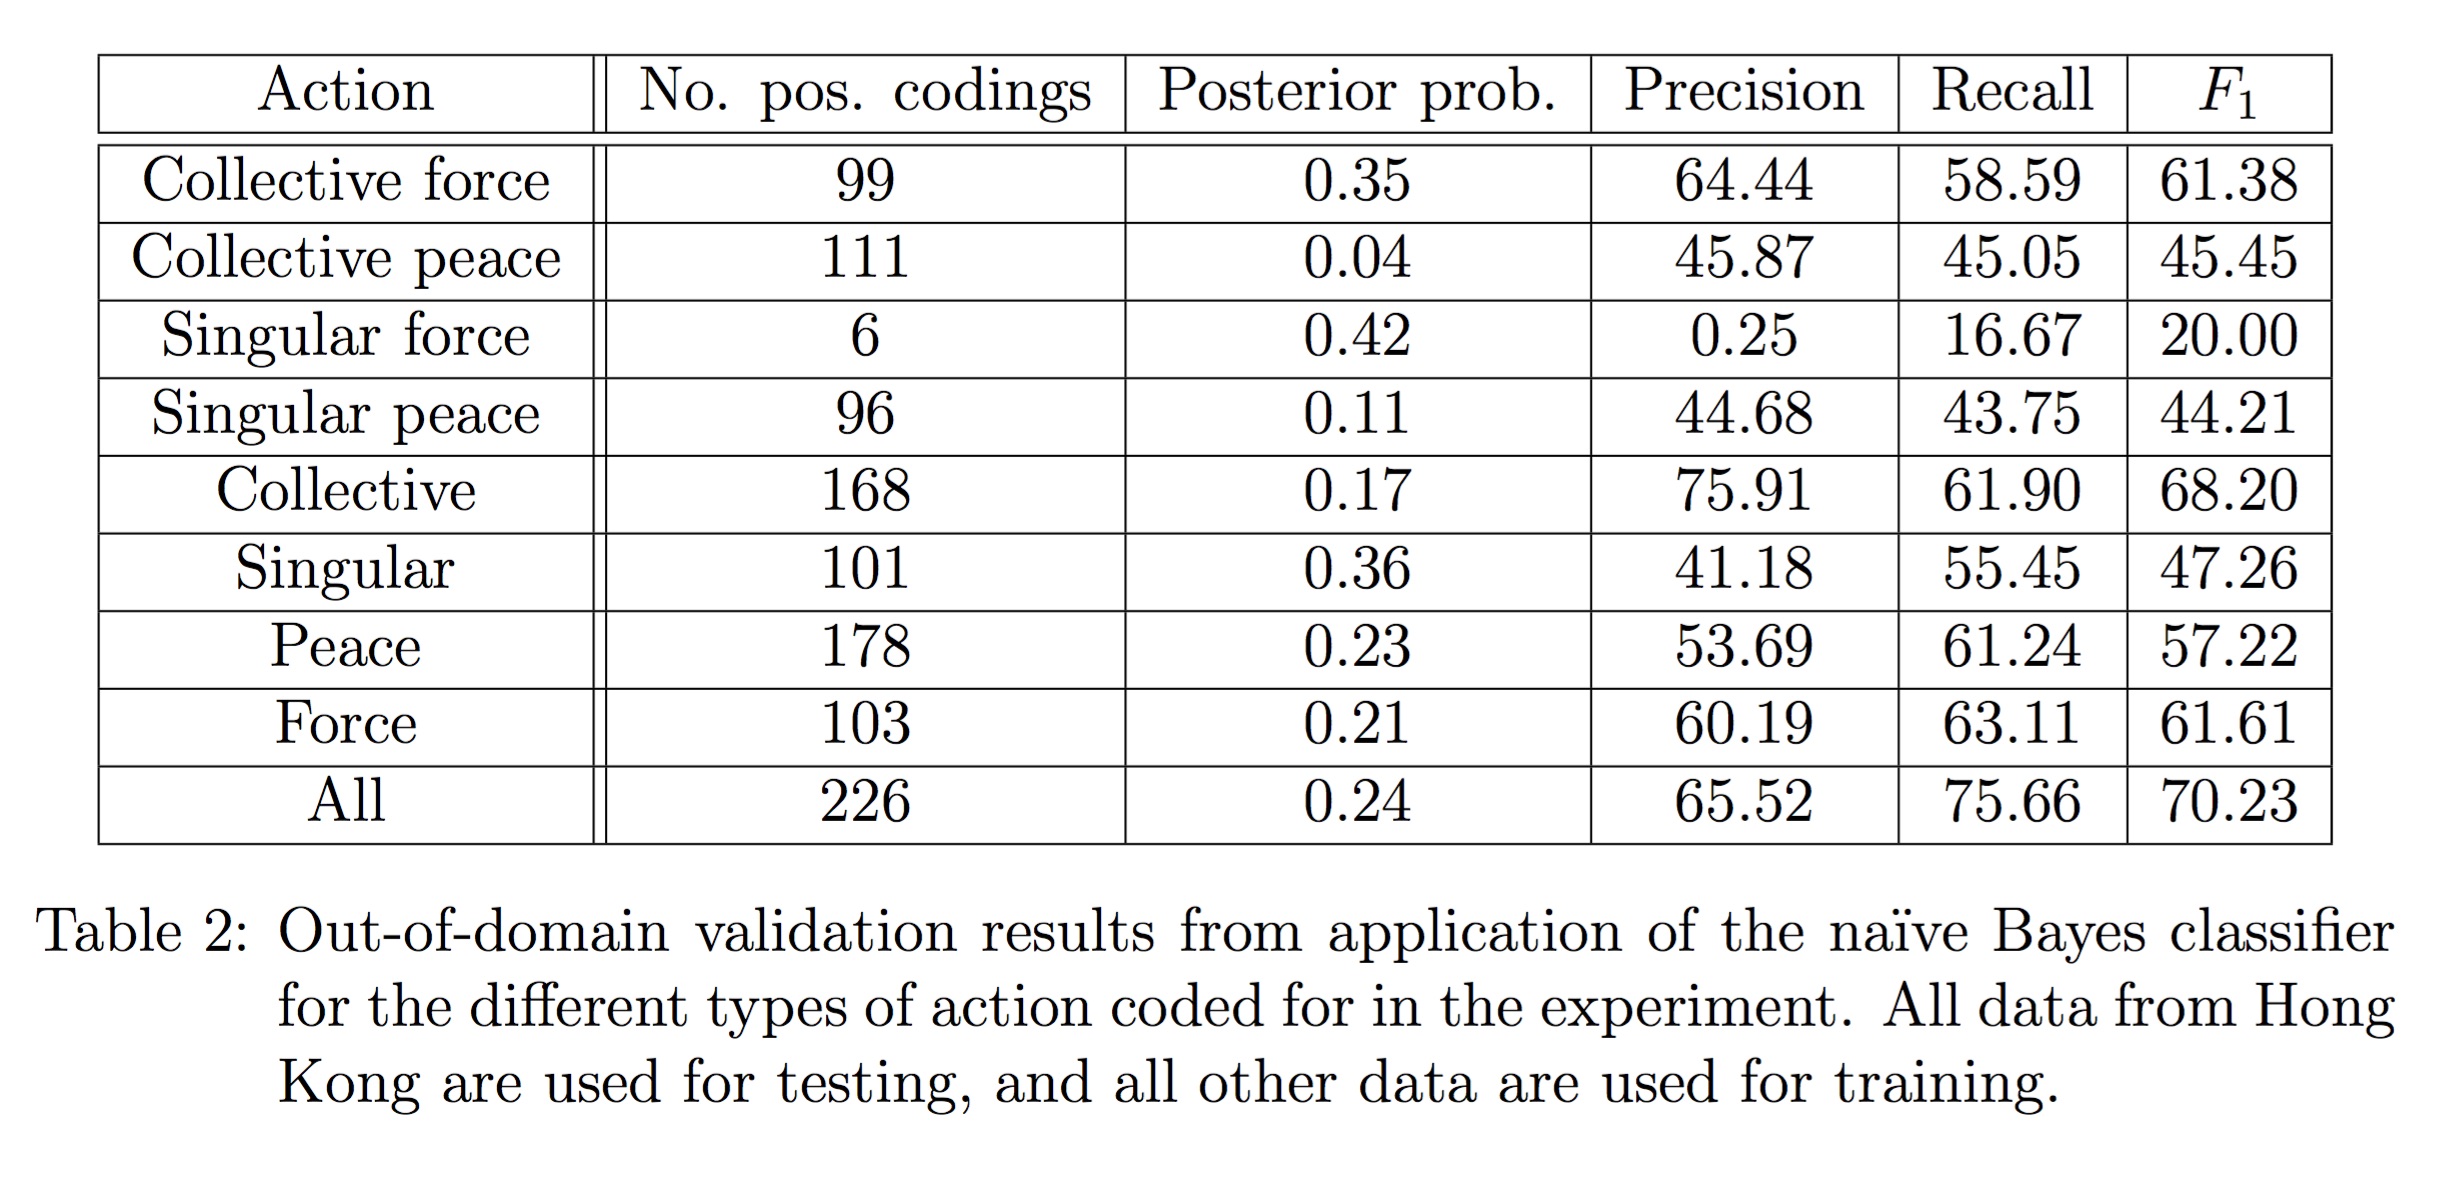 Action No. pos. codings Posterior prob. Precision Recall F1
Collective force 99 0.35 64.44 58.59 61.38
Collective peace 111 0.04 45.87 45.05 45.45
Singular force 6 0.42 0.25 16.67 20.00
Singular peace 96 0.11 44.68 43.75 44.21
Collective 168 0.17 75.91 61.90 68.20
Singular 101 0.36 41.18 55.45 47.26
Peace 178 0.23 53.69 61.24 57.22
Force 103 0.21 60.19 63.11 61.61
All 226 0.24 65.52 75.66 70.23
Table 2: Out-of-domain validation results from application of the naïve Bayes classifier
for the different types of action coded for in the experiment. All data from Hong
Kong are used for testing, and all other data are used for training.